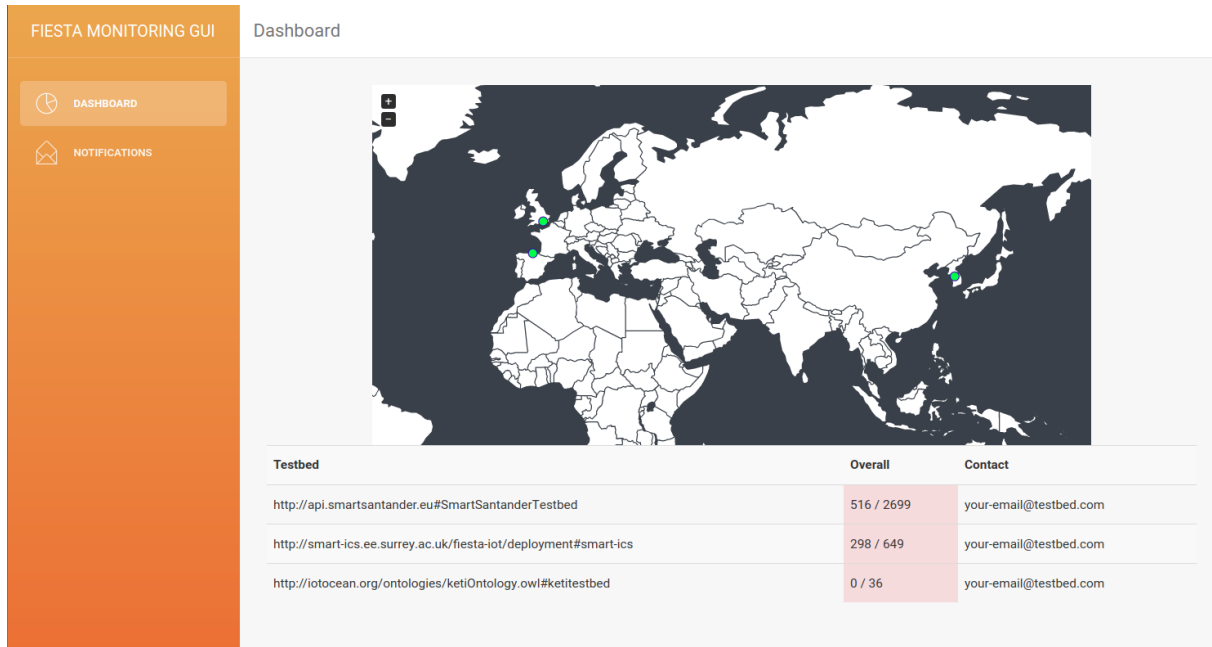 FIESTA MONITORING GUI
Dashboard
DASHBOARD
NOTIFICATIONS
+
−
Testbed Overall Contact
http://api.smartsantander.eu#SmartSantanderTestbed 516 / 2699 your-email@testbed.com
http://smart-ics.ee.surrey.ac.uk/fiesta-iot/deployment#smart-ics 298 / 649 your-email@testbed.com
http://iotocean.org/ontologies/ketiOntology.owl#ketitestbed 0 / 36 your-email@testbed.com